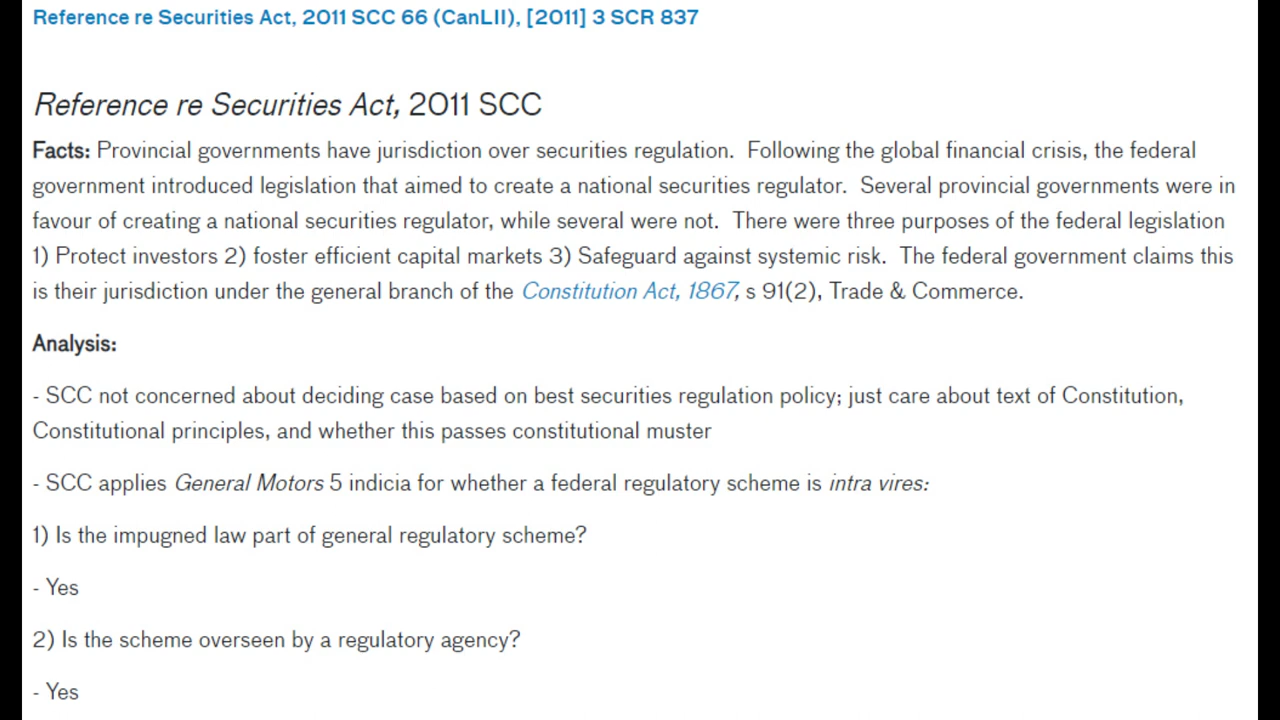 Reference re Securities Act, 2011 SCC 66 (CanLII), [2011] 3 SCR 837
Reference re Securities Act, 2011 SCC
Facts: Provincial governments have jurisdiction over securities regulation. Following the global financial crisis, the federal
government introduced legislation that aimed to create a national securities regulator. Several provincial governments were in
favour of creating a national securities regulator, while several were not. There were three purposes of the federal legislation
1) Protect investors 2) foster efficient capital markets 3) Safeguard against systemic risk. The federal government claims this
is their jurisdiction under the general branch of the Constitution Act, 1867, s 91(2), Trade & Commerce.
Analysis:
- SCC not concerned about deciding case based on best securities regulation policy; just care about text of Constitution,
Constitutional principles, and whether this passes constitutional muster
- SCC applies General Motors 5 indicia for whether a federal regulatory scheme is intra vires:
1) Is the impugned law part of general regulatory scheme?
- Yes
2) Is the scheme overseen by a regulatory agency?
- Yes